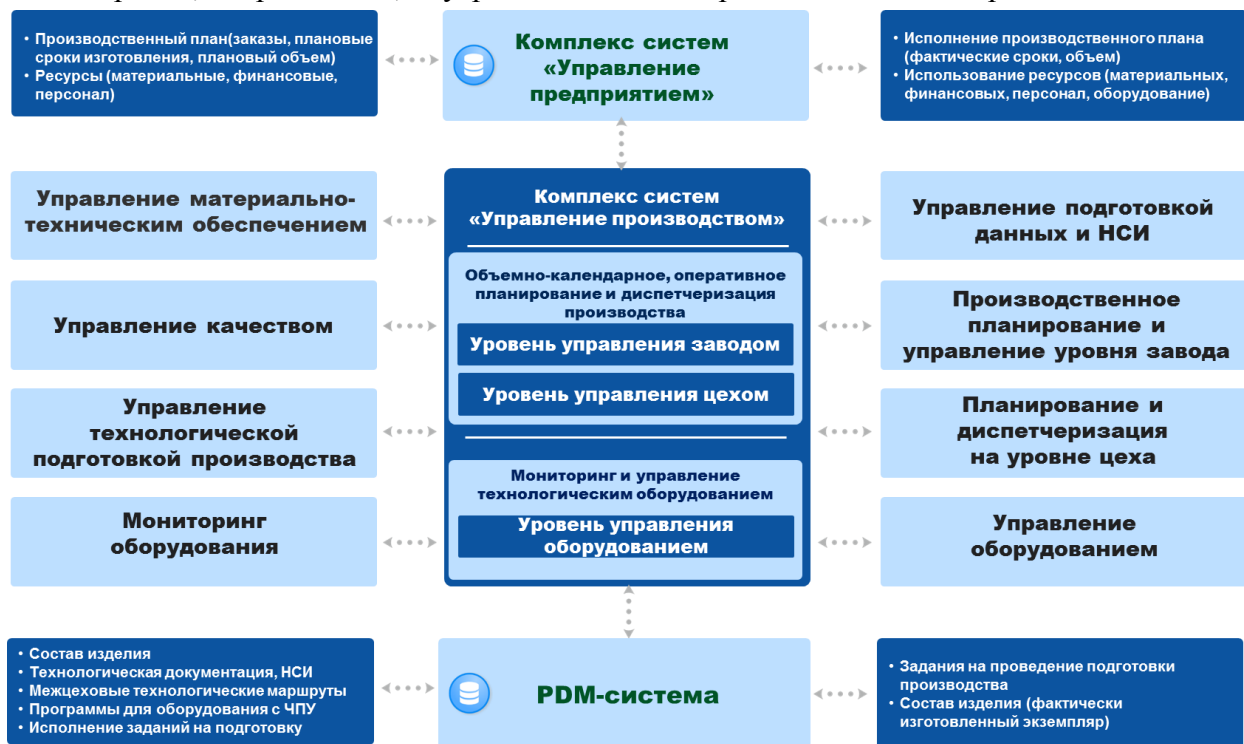 • Производственный план(заказы, плановые
сроки изготовления, плановый объем)
• Ресурсы (материальные, финансовые,
персонал)
Комплекс систем
«Управление
предприятием»
• Исполнение производственного плана
(фактические сроки, объем)
• Использование ресурсов (материальных,
финансовых, персонал, оборудование)
Управление материально-
техническим обеспечением
Управление качеством
Управление
технологической
подготовкой производства
Мониторинг
оборудования
Комплекс систем
«Управление производством»
Объемно-календарное, оперативное
планирование и диспетчеризация
производства
Уровень управления заводом
Уровень управления цехом
Мониторинг и управление
технологическим оборудованием
Уровень управления
оборудованием
Управление подготовкой
данных и НСИ
Производственное
планирование и
управление уровня завода
Планирование и
диспетчеризация
на уровне цеха
Управление
оборудованием
• Состав изделия
• Технологическая документация, НСИ
• Межцеховые технологические маршруты
• Программы для оборудования с ЧПУ
• Исполнение заданий на подготовку
PDM-система
• Задания на проведение подготовки
производства
• Состав изделия (фактически
изготовленный экземпляр)